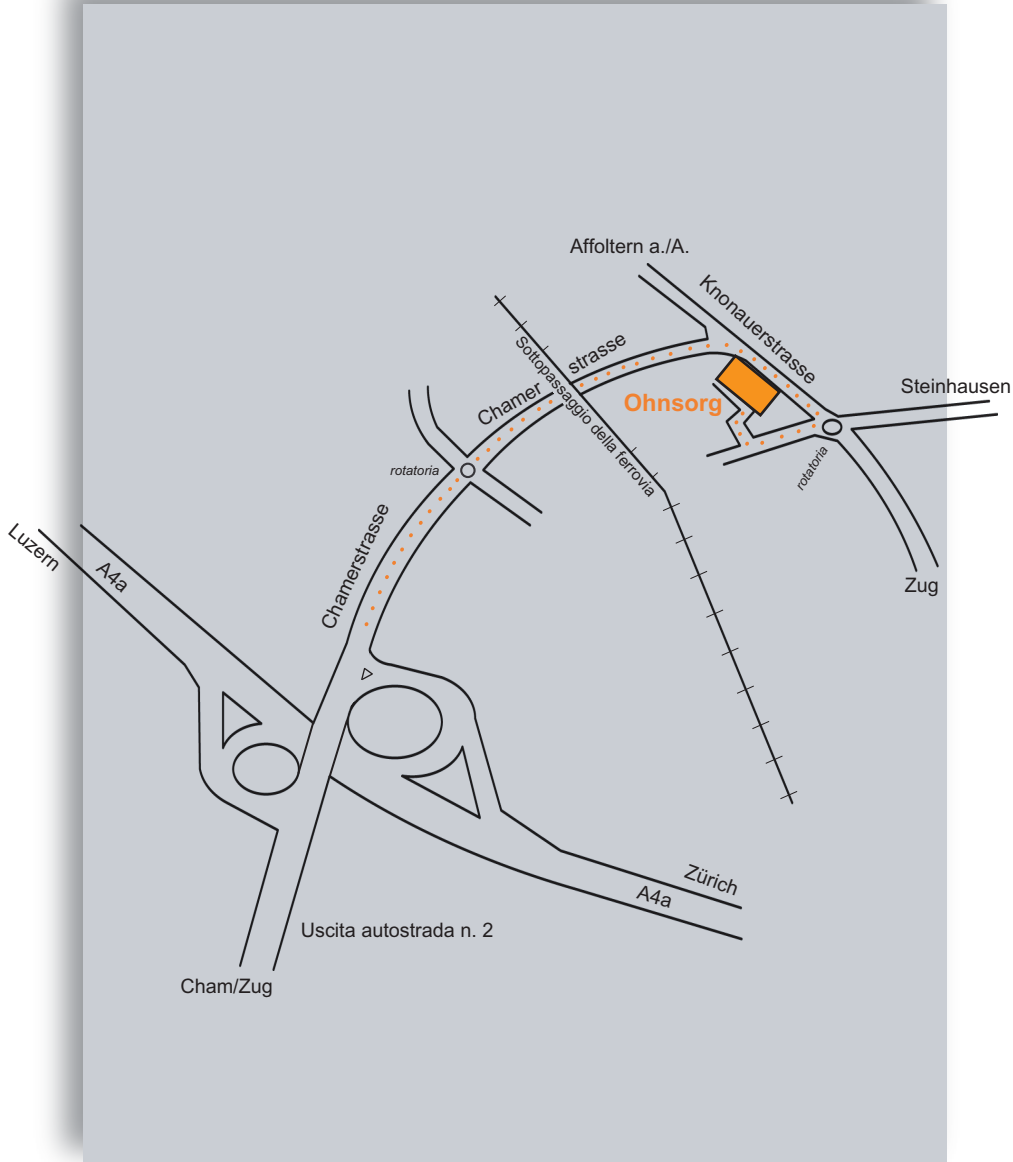 Affoltern a./A.
Knonauerstrasse
Steinhausen
Sottopassaggio della ferrovia
Chamer strasse
Ohnsorg
rotatoria
rotatoria
Zug
Luzern
A4a
Chamerstrasse
Zürich
A4a
Uscita autostrada n. 2
Cham/Zug